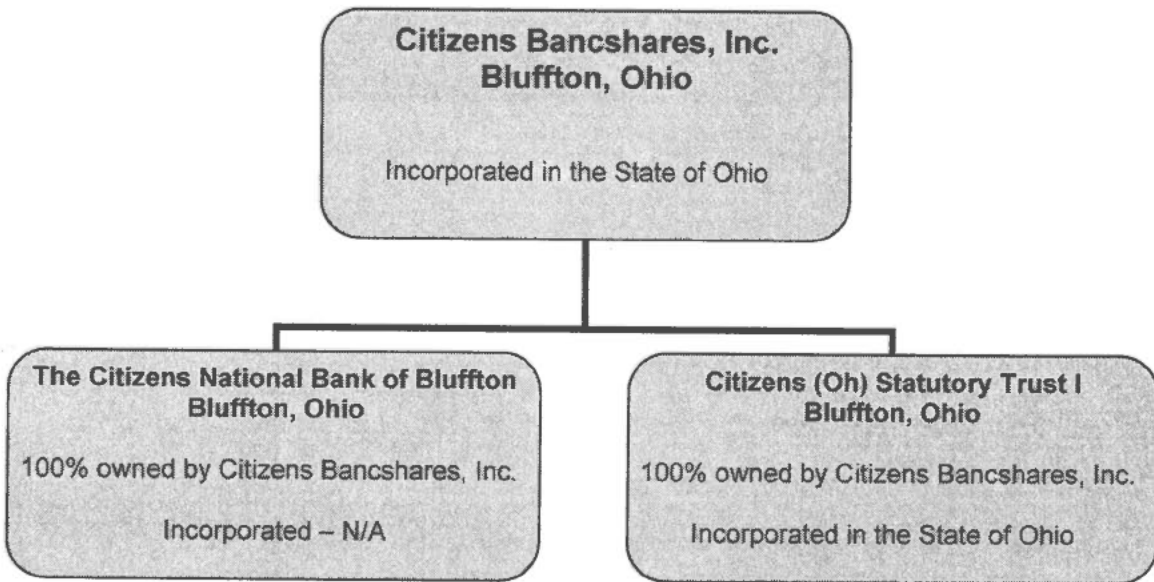 Citizens Bancshares, Inc.
Bluffton, Ohio
Incorporated in the State of Ohio
The Citizens National Bank of Bluffton
Bluffton, Ohio
100% owned by Citizens Bancshares, Inc.
Incorporated – N/A
Citizens (Oh) Statutory Trust I
Bluffton, Ohio
100% owned by Citizens Bancshares, Inc.
Incorporated in the State of Ohio